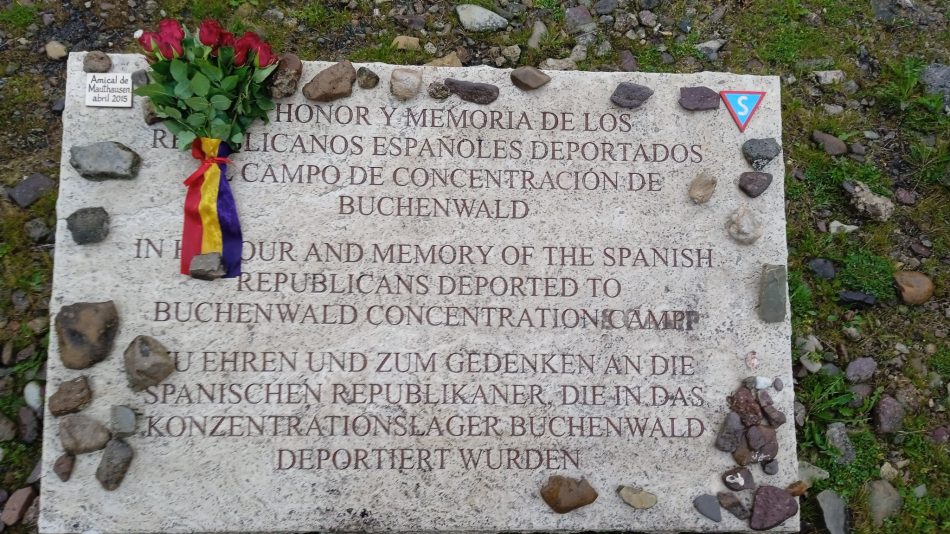 Amical de
Mauthausen
abril 2015
S
HONOR Y MEMORIA DE LOS
REPUBLICANOS ESPAÑOLES DEPORTADOS
CAMPO DE CONCENTRACIÓN DE
BUCHENWALD
IN HONOUR AND MEMORY OF THE SPANISH
REPUBLICANS DEPORTED TO
BUCHENWALD CONCENTRATION CAMP
ZU EHREN UND ZUM GEDENKEN AN DIE
SPANISCHEN REPUBLIKANER, DIE IN DAS
KONZENTRATIONSLAGER BUCHENWALD
DEPORTIERT WURDEN